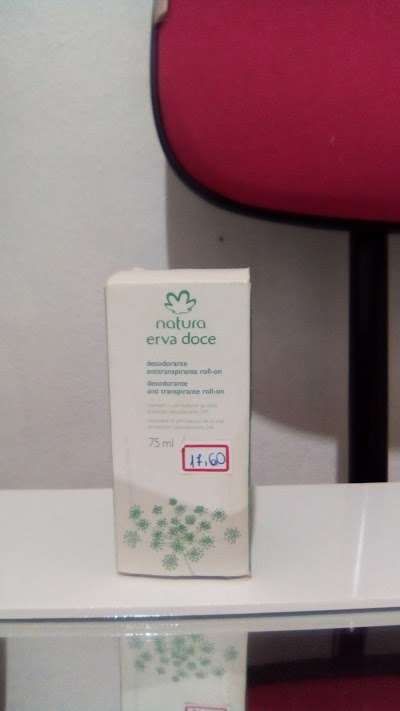 natura
erva doce
desodorante
antitranspirante roll-on
desodorante
anti transpirante roll-on
75 ml
17,60